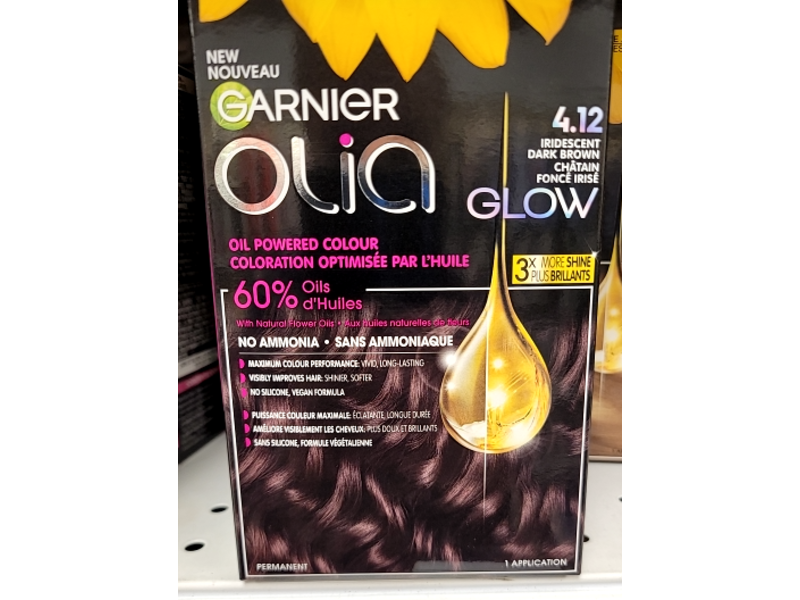 NEW
NOUVEAU
GARNIER
OLIA
4.12
IRIDESCENT
DARK BROWN
CHÂTAIN
FONCÉ IRISÉ
GLOW
OIL POWERED COLOUR
COLORATION OPTIMISÉE PAR L'HUILE
3X MORE SHINE
PLUS BRILLANTS
60% Oils
d'Huiles
With Natural Flower Oils • Aux huiles naturelles de fleurs
NO AMMONIA • SANS AMMONIAQUE
MAXIMUM COLOUR PERFORMANCE: VIVID, LONG-LASTING
VISIBLY IMPROVES HAIR: SHINIER, SOFTER
NO SILICONE, VEGAN FORMULA
PUISSANCE COULEUR MAXIMALE: ÉCLATANTE, LONGUE DURÉE
AMÉLIORE VISIBLEMENT LES CHEVEUX: PLUS DOUX ET BRILLANTS
SANS SILICONE, FORMULE VÉGÉTALIENNE
PERMANENT
1 APPLICATION